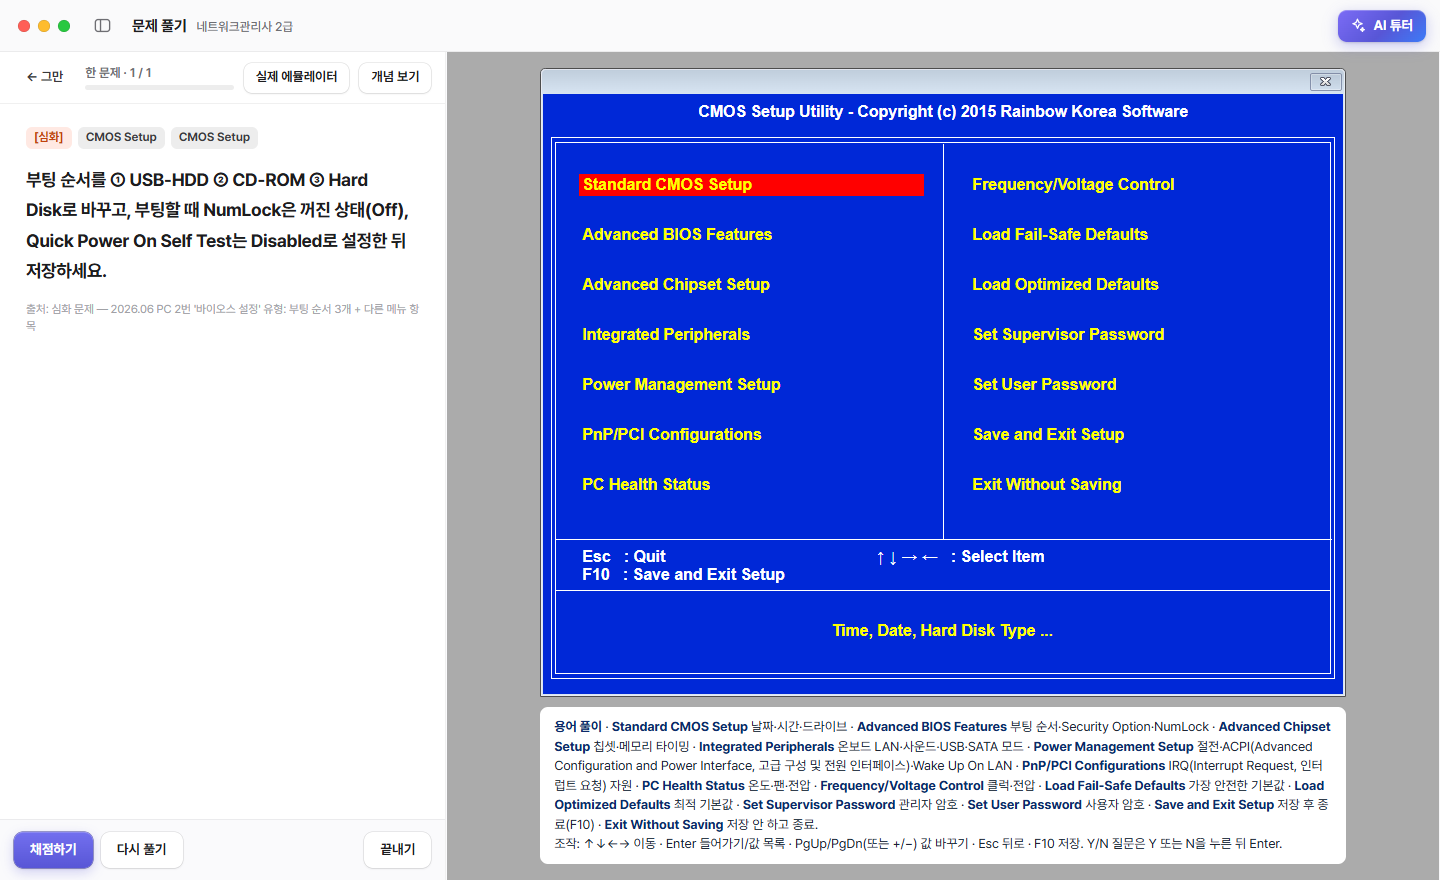 문제 풀기 네트워크관리사 2급
AI 튜터
← 그만
한 문제 · 1 / 1
실제 에뮬레이터
개념 보기
[심화] CMOS Setup CMOS Setup
부팅 순서를 ① USB-HDD ② CD-ROM ③ Hard
Disk로 바꾸고, 부팅할 때 NumLock은 꺼진 상태(Off),
Quick Power On Self Test는 Disabled로 설정한 뒤
저장하세요.
출처: 심화 문제 — 2026.06 PC 2번 '바이오스 설정' 유형: 부팅 순서 3개 + 다른 메뉴 항
목
채점하기
다시 풀기
끝내기
CMOS Setup Utility - Copyright (c) 2015 Rainbow Korea Software
Standard CMOS Setup
Advanced BIOS Features
Advanced Chipset Setup
Integrated Peripherals
Power Management Setup
PnP/PCI Configurations
PC Health Status
Frequency/Voltage Control
Load Fail-Safe Defaults
Load Optimized Defaults
Set Supervisor Password
Set User Password
Save and Exit Setup
Exit Without Saving
Esc : Quit ↑↓→← : Select Item
F10 : Save and Exit Setup
Time, Date, Hard Disk Type ...
용어 풀이 · Standard CMOS Setup 날짜·시간·드라이브 · Advanced BIOS Features 부팅 순서·Security Option·NumLock · Advanced Chipset
Setup 칩셋·메모리 타이밍 · Integrated Peripherals 온보드 LAN·사운드·USB·SATA 모드 · Power Management Setup 절전·ACPI(Advanced
Configuration and Power Interface, 고급 구성 및 전원 인터페이스)·Wake Up On LAN · PnP/PCI Configurations IRQ(Interrupt Request, 인터
럽트 요청) 자원 · PC Health Status 온도·팬·전압 · Frequency/Voltage Control 클럭·전압 · Load Fail-Safe Defaults 가장 안전한 기본값 · Load
Optimized Defaults 최적 기본값 · Set Supervisor Password 관리자 암호 · Set User Password 사용자 암호 · Save and Exit Setup 저장 후 종
료(F10) · Exit Without Saving 저장 안 하고 종료.
조작: ↑↓←→ 이동 · Enter 들어가기/값 목록 · PgUp/PgDn(또는 +/−) 값 바꾸기 · Esc 뒤로 · F10 저장. Y/N 질문은 Y 또는 N을 누른 뒤 Enter.